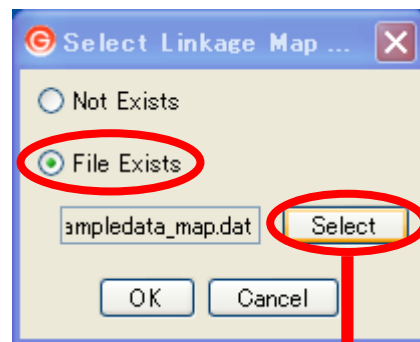 Select Linkage Map ...
Not Exists
File Exists
ampledata_map.dat Select
OK Cancel